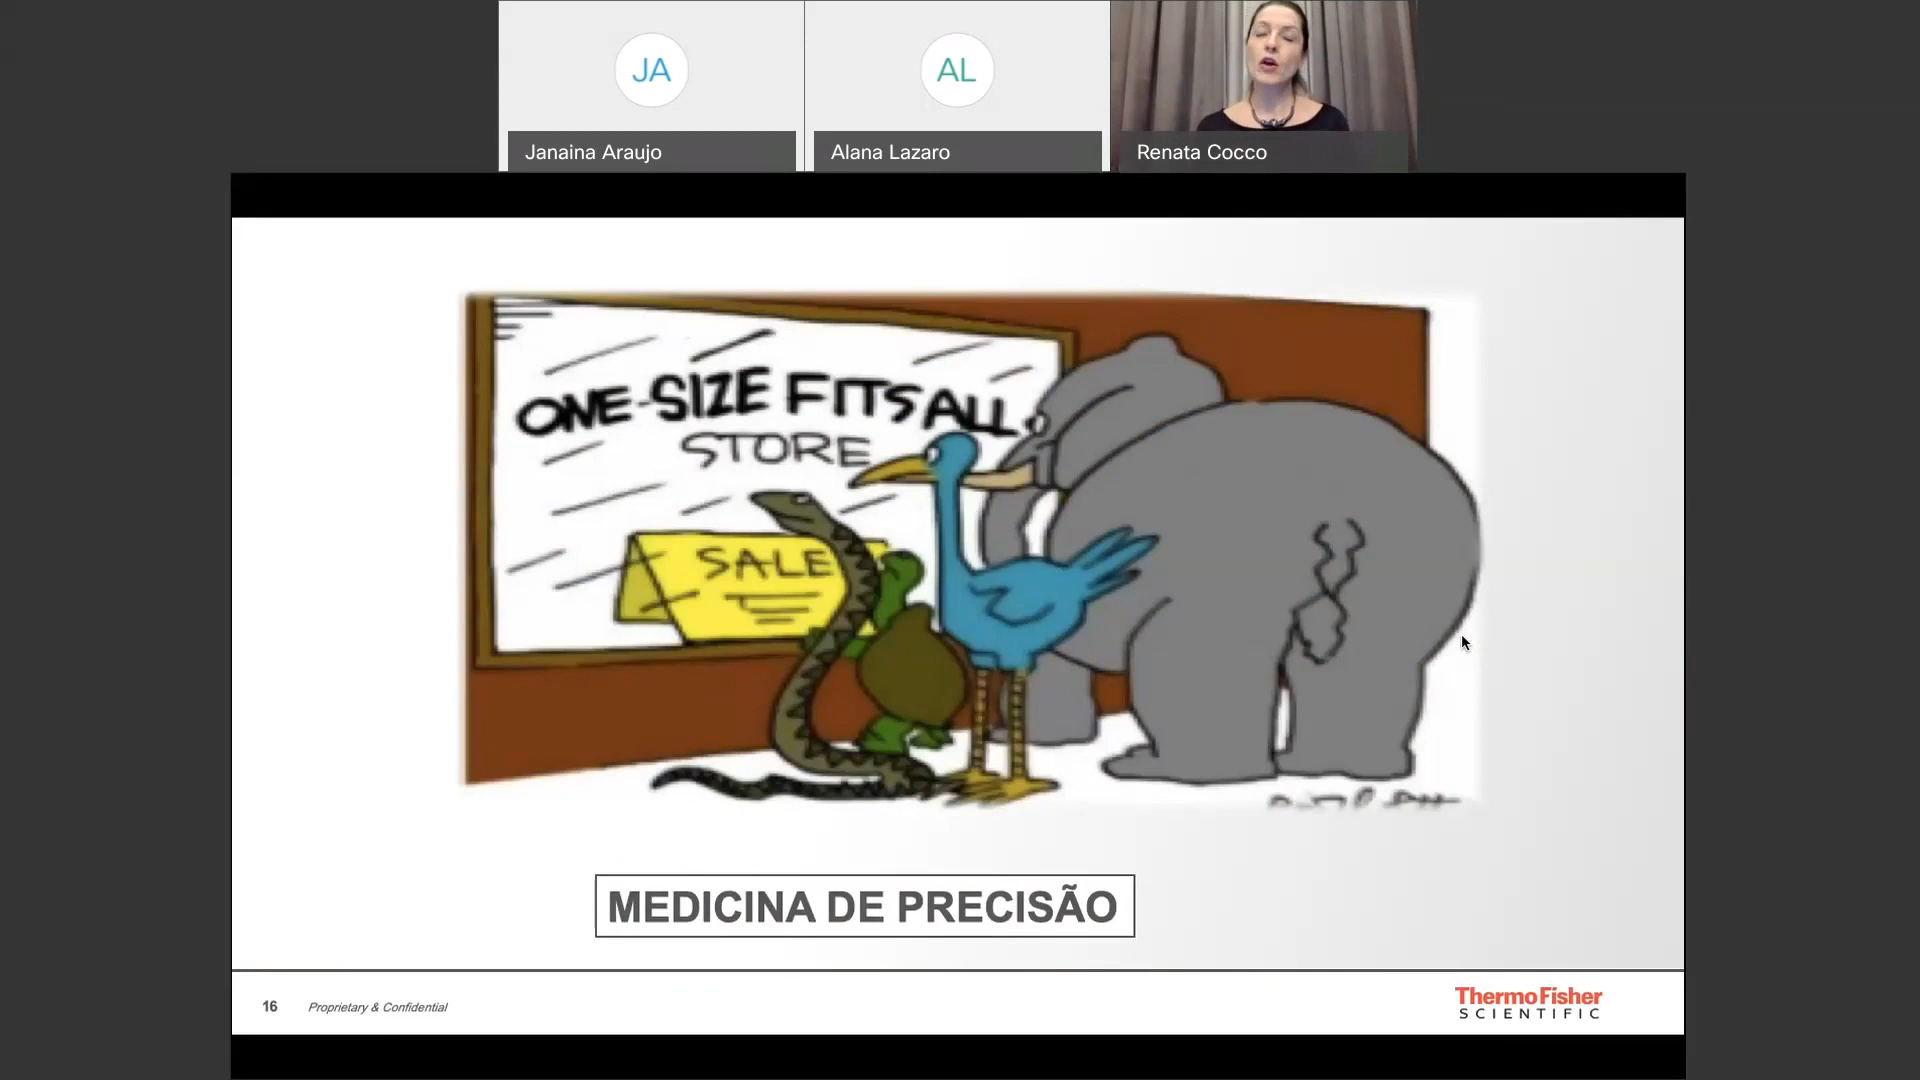 JA
AL
Janaina Araujo
Alana Lazaro
Renata Cocco
ONE-SIZE FITS ALL
STORE
SALE
MEDICINA DE PRECISÃO
16
Proprietary & Confidential
ThermoFisher
SCIENTIFIC